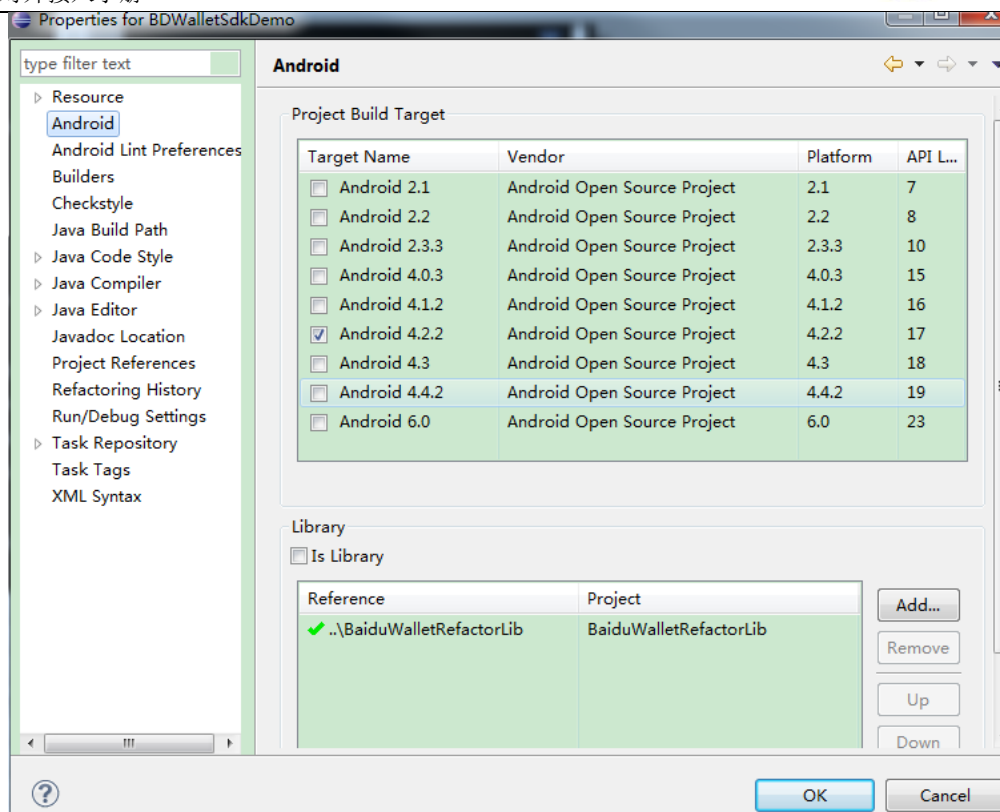 Properties for BDWalletSdkDemo
type filter text
Resource
Android
Android Lint Preferences
Builders
Checkstyle
Java Build Path
Java Code Style
Java Compiler
Java Editor
Javadoc Location
Project References
Refactoring History
Run/Debug Settings
Task Repository
Task Tags
XML Syntax
Android
Project Build Target
Target Name Vendor Platform API L...
Android 2.1 Android Open Source Project 2.1 7
Android 2.2 Android Open Source Project 2.2 8
Android 2.3.3 Android Open Source Project 2.3.3 10
Android 4.0.3 Android Open Source Project 4.0.3 15
Android 4.1.2 Android Open Source Project 4.1.2 16
Android 4.2.2 Android Open Source Project 4.2.2 17
Android 4.3 Android Open Source Project 4.3 18
Android 4.4.2 Android Open Source Project 4.4.2 19
Android 6.0 Android Open Source Project 6.0 23
Library
Is Library
Reference Project
..\BaiduWalletRefactorLib BaiduWalletRefactorLib
Add...
Remove
Up
Down
OK Cancel